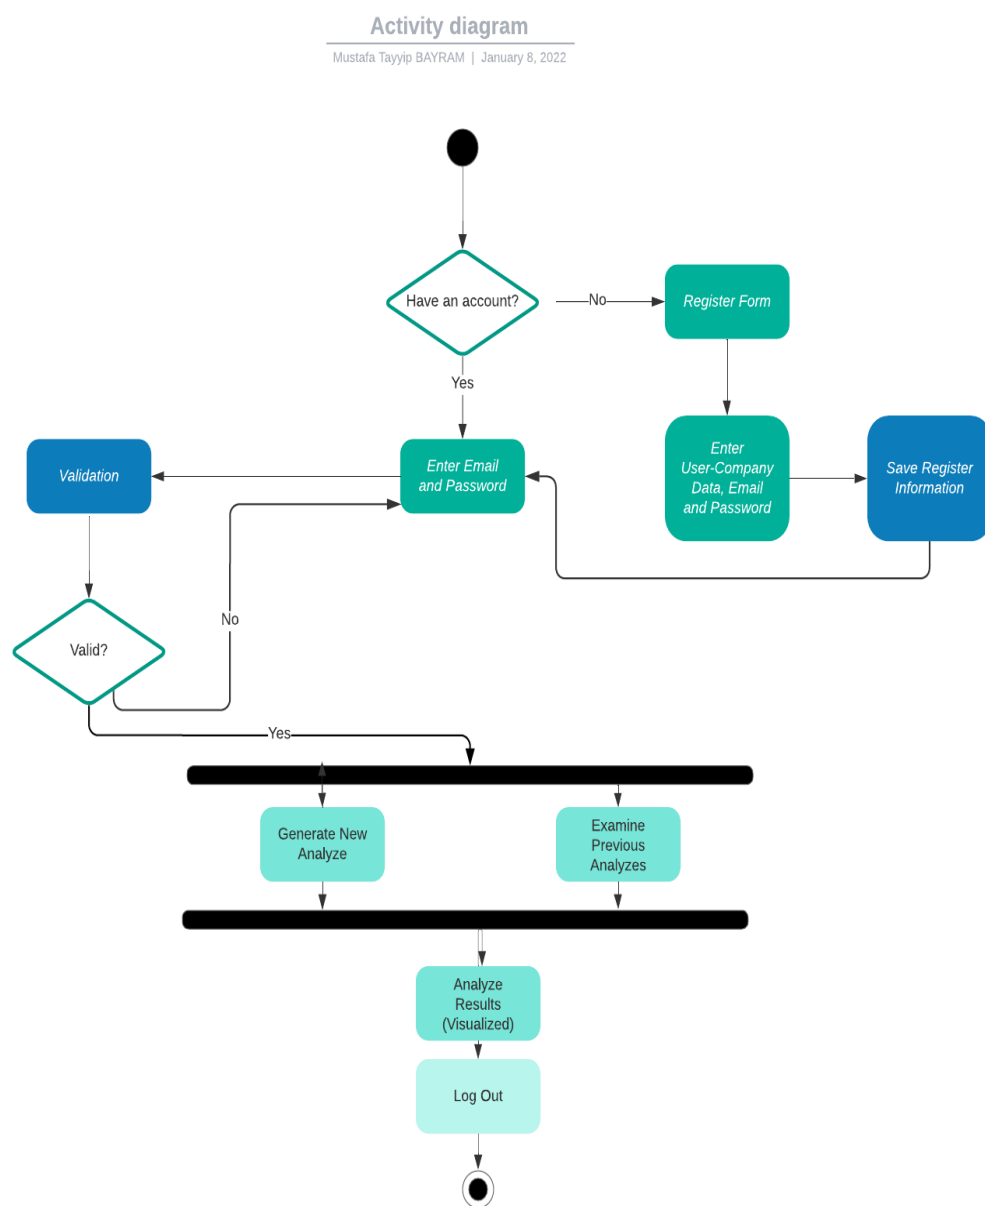 Activity diagram
Mustafa Tayyip BAYRAM | January 8, 2022
Have an account?
No
Register Form
Yes
Enter
User-Company
Data, Email
and Password
Save Register
Information
Enter Email
and Password
Validation
No
Valid?
Yes
Generate New
Analyze
Examine
Previous
Analyzes
Analyze
Results
(Visualized)
Log Out